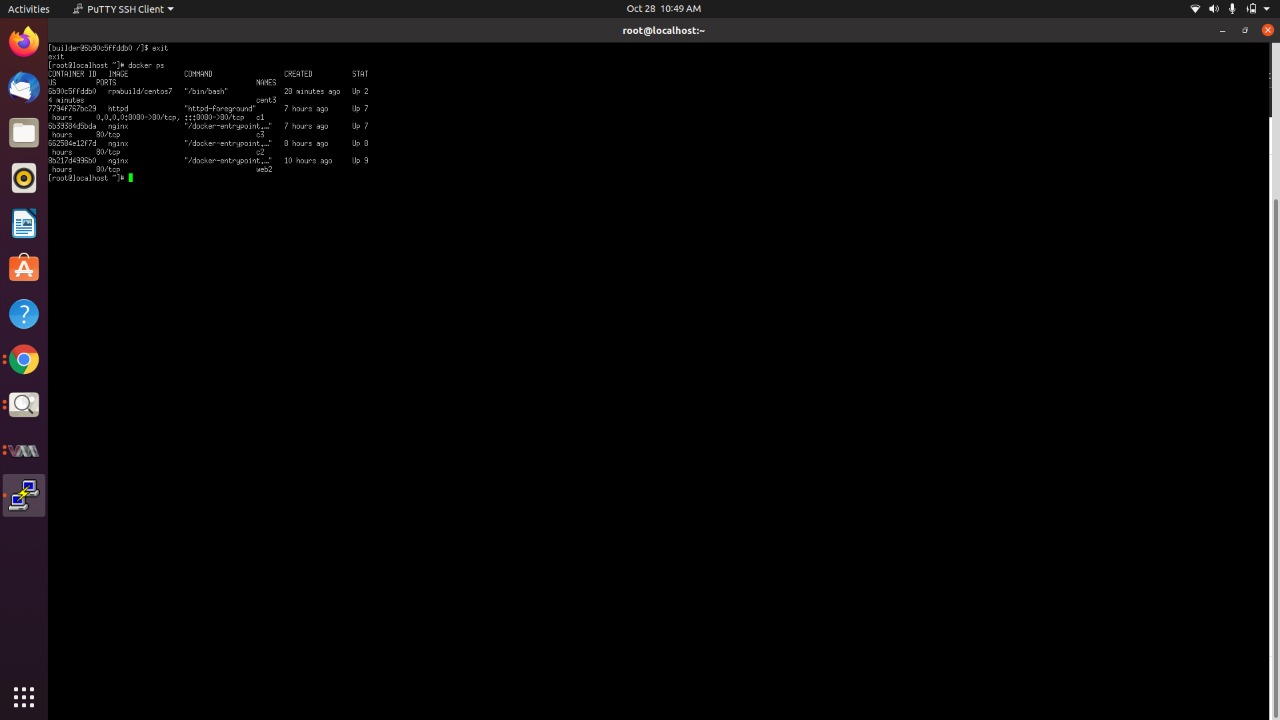 Activities
PuTTY SSH Client
Oct 28 10:49 AM
root@localhost:~
[builder@6b90c5ffddb0 /]$ exit
exit
[root@localhost ~]# docker ps
CONTAINER ID   IMAGE             COMMAND                  CREATED          STAT
US          PORTS                                   NAMES
6b90c5ffddb0   rpmbuild/centos7   "/bin/bash"              28 minutes ago   Up 2
4 minutes                                           cent3
7794f767bc29   httpd              "httpd-foreground"       7 hours ago      Up 7
hours      0.0.0.0:8080->80/tcp, :::8080->80/tcp   c1
6b39384d5bda   nginx              "/docker-entrypoint.…"   7 hours ago      Up 7
hours      80/tcp                                  c3
662584e12f7d   nginx              "/docker-entrypoint.…"   8 hours ago      Up 8
hours      80/tcp                                  c2
8b217d4996b0   nginx              "/docker-entrypoint.…"   10 hours ago     Up 9
hours      80/tcp                                  web2
[root@localhost ~]#